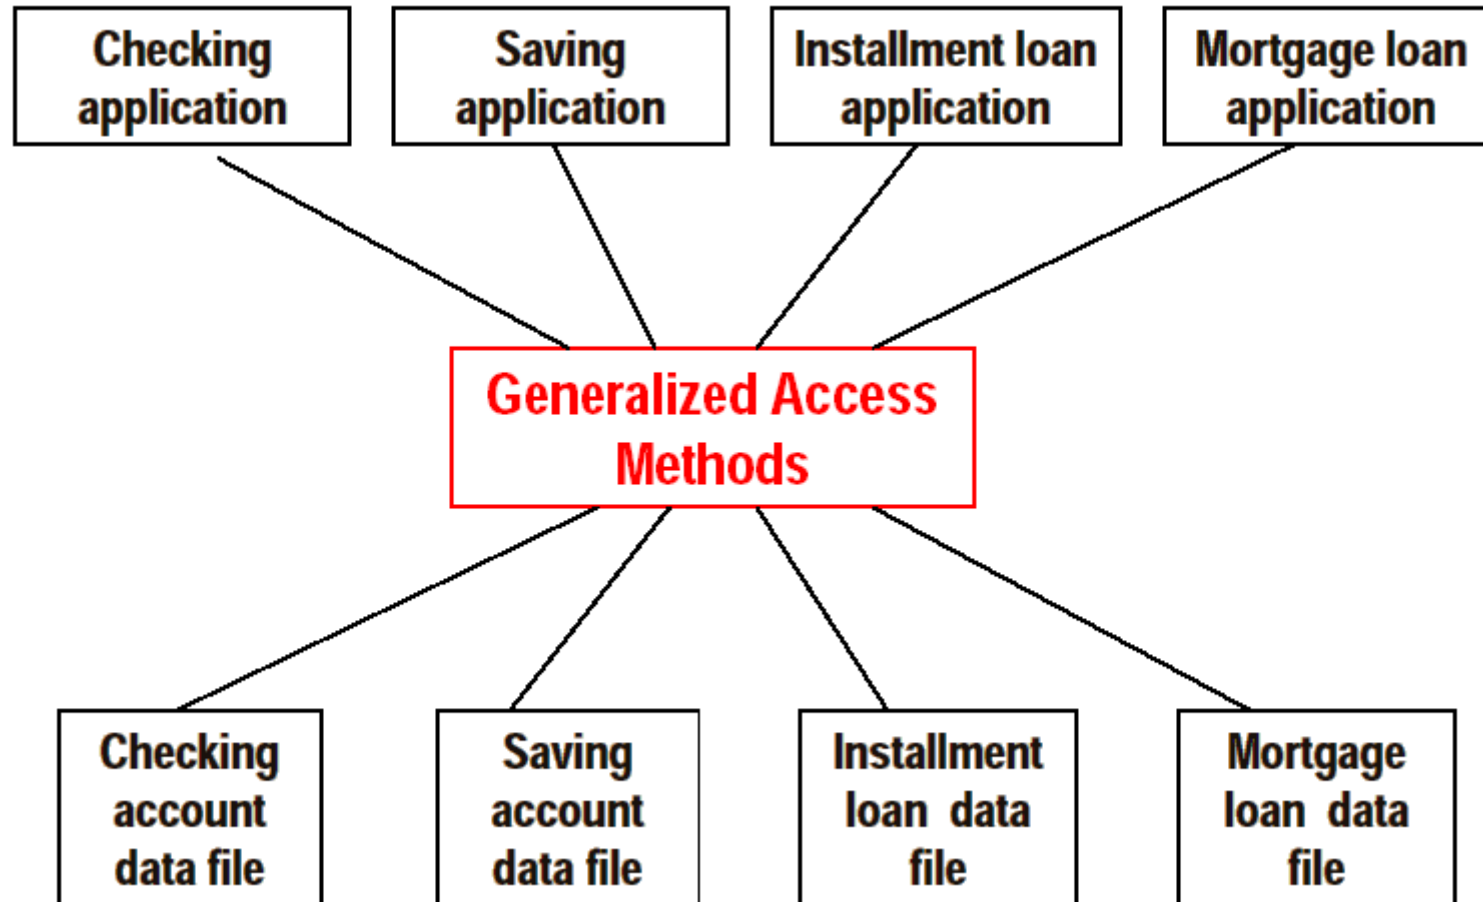 Checking
application
Saving
application
Installment loan
application
Mortgage loan
application
Generalized Access
Methods
Checking
account
data file
Saving
account
data file
Installment
loan data
file
Mortgage
loan data
file